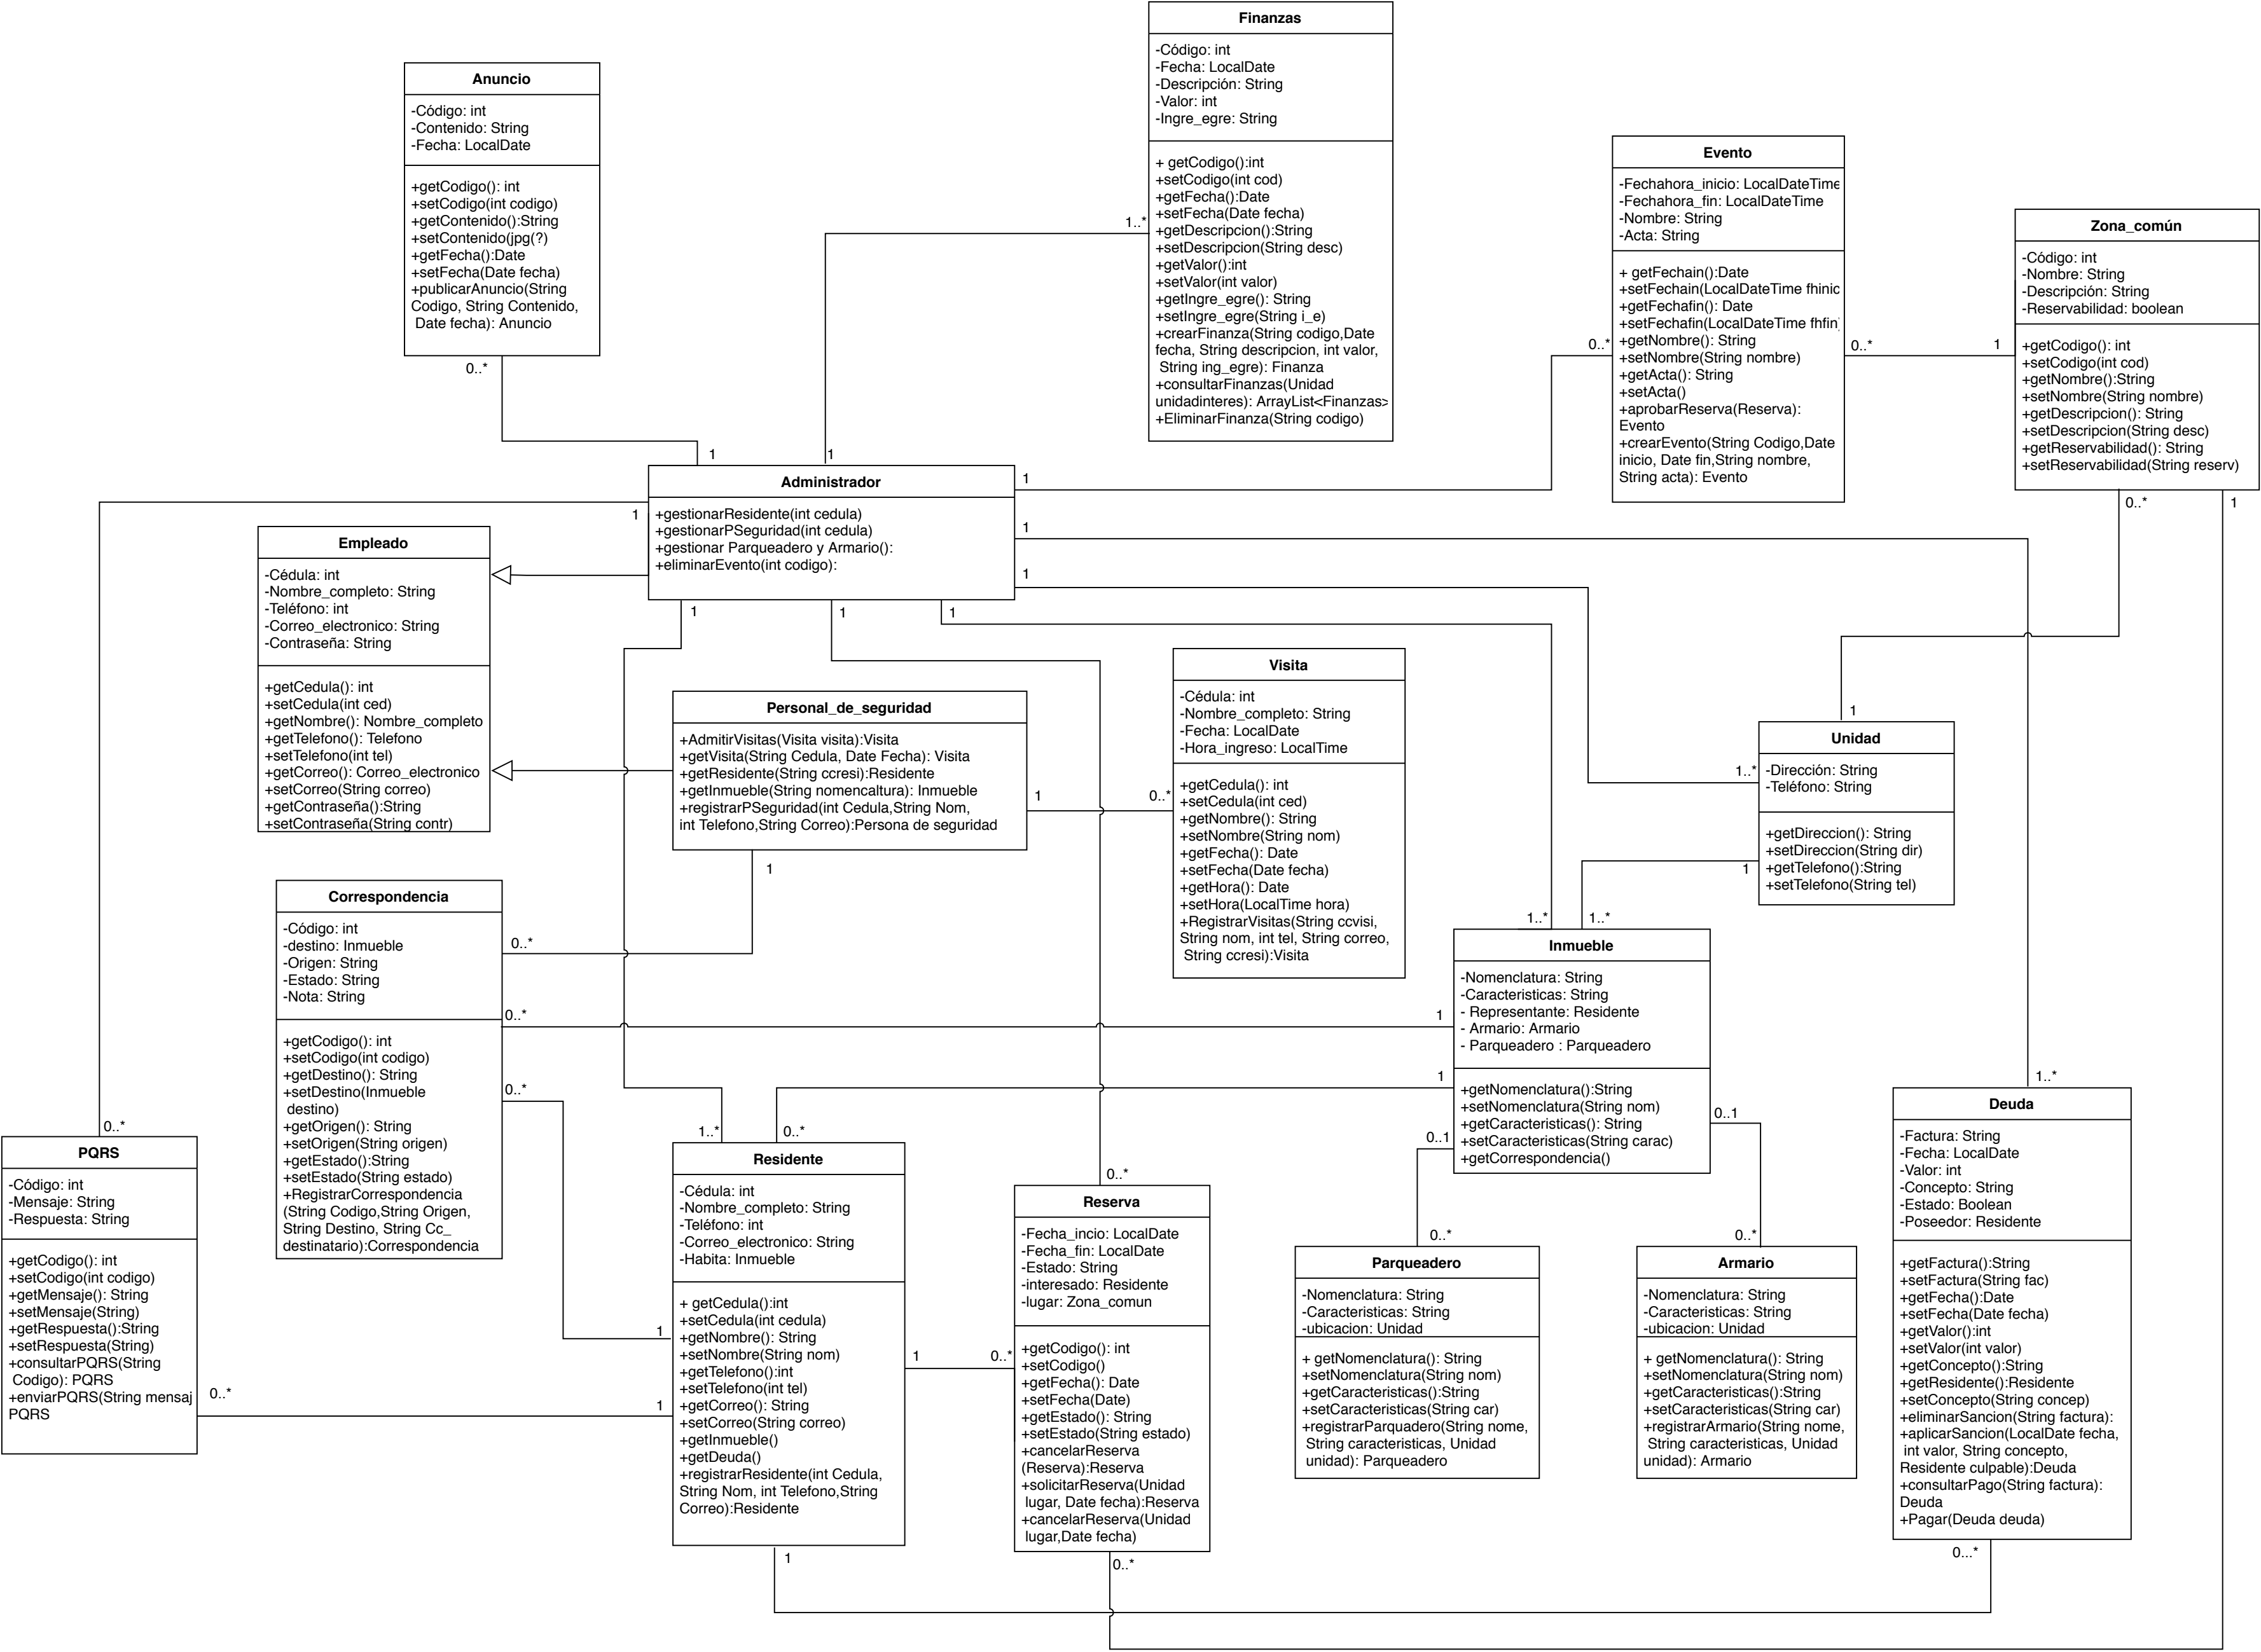 Finanzas
-Código: int
-Fecha: LocalDate
-Descripción: String
-Valor: int
-Ingre_egre: String
+ getCodigo():int
+setCodigo(int cod)
+getFecha():Date
+setFecha(Date fecha)
+getDescripcion():String
+setDescripcion(String desc)
+getValor():int
+setValor(int valor)
+getIngre_egre(): String
+setIngre_egre(String i_e)
+crearFinanza(String codigo,Date
fecha, String descripcion, int valor,
String ing_egre): Finanza
+consultarFinanzas(Unidad
unidadinteres): ArrayList<Finanzas>
+EliminarFinanza(String codigo)
1..*
Anuncio
-Código: int
-Contenido: String
-Fecha: LocalDate
+getCodigo(): int
+setCodigo(int codigo)
+getContenido():String
+setContenido(jpg(?)
+getFecha():Date
+setFecha(Date fecha)
+publicarAnuncio(String
Codigo, String Contenido,
Date fecha): Anuncio
0..*
Evento
-Fechahora_inicio: LocalDateTime
-Fechahora_fin: LocalDateTime
-Nombre: String
-Acta: String
+ getFechain():Date
+setFechain(LocalDateTime fhinic
+getFechafin(): Date
+setFechafin(LocalDateTime fhfin)
+getNombre(): String
+setNombre(String nombre)
+getActa(): String
+setActa()
+aprobarReserva(Reserva):
Evento
+crearEvento(String Codigo,Date
inicio, Date fin,String nombre,
String acta): Evento
0..*
0..*
1
Zona_común
-Código: int
-Nombre: String
-Descripción: String
-Reservabilidad: boolean
+getCodigo(): int
+setCodigo(int cod)
+getNombre():String
+setNombre(String nombre)
+getDescripcion(): String
+setDescripcion(String desc)
+getReservabilidad(): String
+setReservabilidad(String reserv)
0..*
1
1
1
1
Administrador
+gestionarResidente(int cedula)
+gestionarPSeguridad(int cedula)
+gestionar Parqueadero y Armario():
+eliminarEvento(int codigo):
1
1
1
1
1
1
Empleado
-Cédula: int
-Nombre_completo: String
-Teléfono: int
-Correo_electronico: String
-Contraseña: String
+getCedula(): int
+setCedula(int ced)
+getNombre(): Nombre_completo
+getTelefono(): Telefono
+setTelefono(int tel)
+getCorreo(): Correo_electronico
+setCorreo(String correo)
+getContraseña():String
+setContraseña(String contr)
Personal_de_seguridad
+AdmitirVisitas(Visita visita):Visita
+getVisita(String Cedula, Date Fecha): Visita
+getResidente(String ccresi):Residente
+getInmueble(String nomencaltura): Inmueble
+registrarPSeguridad(int Cedula,String Nom,
int Telefono,String Correo):Persona de seguridad
1
0..*
1
Visita
-Cédula: int
-Nombre_completo: String
-Fecha: LocalDate
-Hora_ingreso: LocalTime
+getCedula(): int
+setCedula(int ced)
+getNombre(): String
+setNombre(String nom)
+getFecha(): Date
+setFecha(Date fecha)
+getHora(): Date
+setHora(LocalTime hora)
+RegistrarVisitas(String ccvisi,
String nom, int tel, String correo,
String ccresi):Visita
1
Unidad
-Dirección: String
-Teléfono: String
+getDireccion(): String
+setDireccion(String dir)
+getTelefono():String
+setTelefono(String tel)
1..*
1
Correspondencia
-Código: int
-destino: Inmueble
-Origen: String
-Estado: String
-Nota: String
+getCodigo(): int
+setCodigo(int codigo)
+getDestino(): String
+setDestino(Inmueble
destino)
+getOrigen(): String
+setOrigen(String origen)
+getEstado():String
+setEstado(String estado)
+RegistrarCorrespondencia
(String Codigo,String Origen,
String Destino, String Cc_
destinatario):Correspondencia
0..*
0..*
0..*
1..*
1..*
Inmueble
-Nomenclatura: String
-Caracteristicas: String
- Representante: Residente
- Armario: Armario
- Parqueadero : Parqueadero
+getNomenclatura():String
+setNomenclatura(String nom)
+getCaracteristicas(): String
+setCaracteristicas(String carac)
+getCorrespondencia()
1
1
0..1
0..1
1..*
Deuda
-Factura: String
-Fecha: LocalDate
-Valor: int
-Concepto: String
-Estado: Boolean
-Poseedor: Residente
+getFactura():String
+setFactura(String fac)
+getFecha():Date
+setFecha(Date fecha)
+getValor():int
+setValor(int valor)
+getConcepto():String
+getResidente():Residente
+setConcepto(String concep)
+eliminarSancion(String factura):
+aplicarSancion(LocalDate fecha,
int valor, String concepto,
Residente culpable):Deuda
+consultarPago(String factura):
Deuda
+Pagar(Deuda deuda)
0...*
0..*
PQRS
-Código: int
-Mensaje: String
-Respuesta: String
+getCodigo(): int
+setCodigo(int codigo)
+getMensaje(): String
+setMensaje(String)
+getRespuesta():String
+setRespuesta(String)
+consultarPQRS(String
Codigo): PQRS
+enviarPQRS(String mensaj
PQRS
0..*
1..*
0..*
Residente
-Cédula: int
-Nombre_completo: String
-Teléfono: int
-Correo_electronico: String
-Habita: Inmueble
+ getCedula():int
+setCedula(int cedula)
+getNombre(): String
+setNombre(String nom)
+getTelefono():int
+setTelefono(int tel)
+getCorreo(): String
+setCorreo(String correo)
+getInmueble()
+getDeuda()
+registrarResidente(int Cedula,
String Nom, int Telefono,String
Correo):Residente
1
1
1
0..*
1
0..*
Reserva
-Fecha_incio: LocalDate
-Fecha_fin: LocalDate
-Estado: String
-interesado: Residente
-lugar: Zona_comun
+getCodigo(): int
+setCodigo()
+getFecha(): Date
+setFecha(Date)
+getEstado(): String
+setEstado(String estado)
+cancelarReserva
(Reserva):Reserva
+solicitarReserva(Unidad
lugar, Date fecha):Reserva
+cancelarReserva(Unidad
lugar,Date fecha)
0..*
0..*
Parqueadero
-Nomenclatura: String
-Caracteristicas: String
-ubicacion: Unidad
+ getNomenclatura(): String
+setNomenclatura(String nom)
+getCaracteristicas():String
+setCaracteristicas(String car)
+registrarParquadero(String nome,
String caracteristicas, Unidad
unidad): Parqueadero
0..*
Armario
-Nomenclatura: String
-Caracteristicas: String
-ubicacion: Unidad
+ getNomenclatura(): String
+setNomenclatura(String nom)
+getCaracteristicas():String
+setCaracteristicas(String car)
+registrarArmario(String nome,
String caracteristicas, Unidad
unidad): Armario